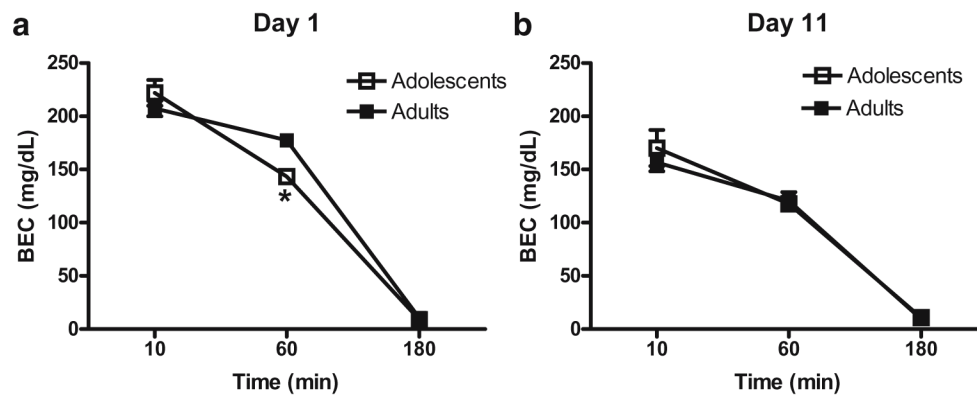 a
Day 1
BEC (mg/dL)
250
200
150
100
50
0
Adolescents
Adults
*
10
60
180
Time (min)
b
Day 11
BEC (mg/dL)
250
200
150
100
50
0
Adolescents
Adults
10
60
180
Time (min)